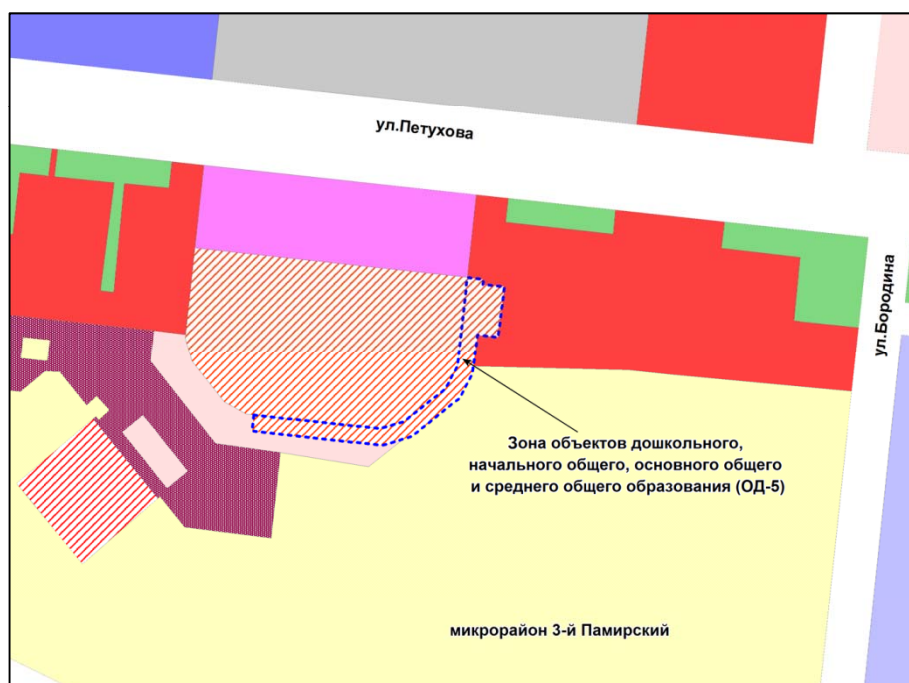 ул.Петухова
ул.Бородина
Зона объектов дошкольного,
начального общего, основного общего
и среднего общего образования (ОД-5)
микрорайон 3-й Памирский